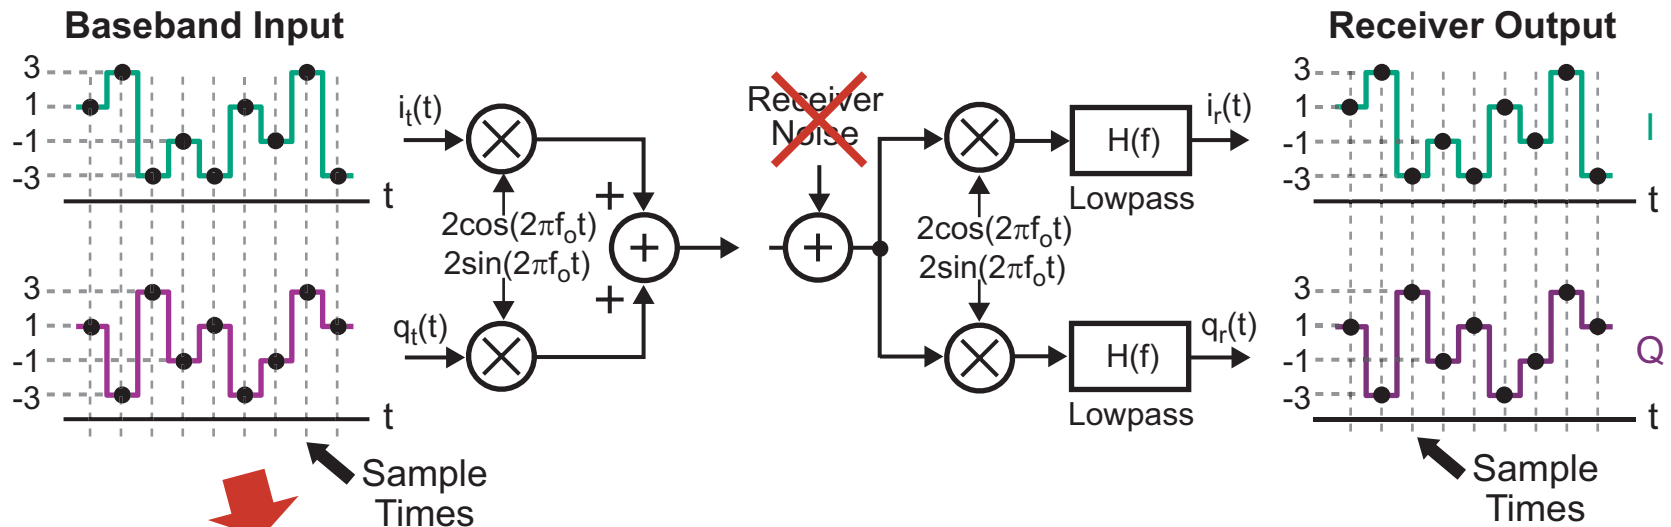 Baseband Input
Receiver Output
3
1
-1
-3
t
3
1
-1
-3
t
Sample
Times
iₜ(t)
2cos(2πfₒt)
2sin(2πfₒt)
qₜ(t)
+
+
+
Receiver
Noise
+
2cos(2πfₒt)
2sin(2πfₒt)
H(f)
Lowpass
iᵣ(t)
H(f)
Lowpass
qᵣ(t)
3
1
-1
-3
t
I
3
1
-1
-3
t
Q
Sample
Times